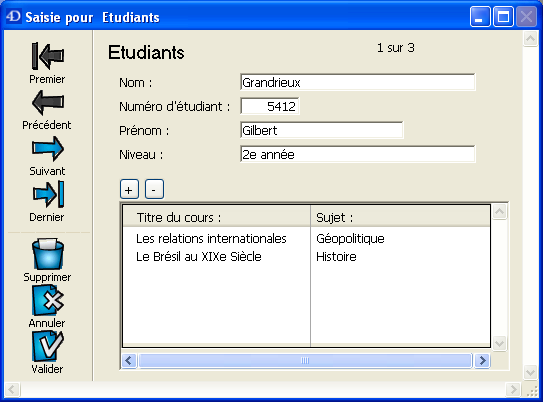 4D Saisie pour Etudiants
Premier
Précédent
Suivant
Dernier
Supprimer
Annuler
Valider
Etudiants
1 sur 3
Nom : Grandrieux
Numéro d'étudiant : 5412
Prénom : Gilbert
Niveau : 2e année
+ -
Titre du cours : Sujet :
Les relations internationales Géopolitique
Le Brésil au XIXe Siècle Histoire